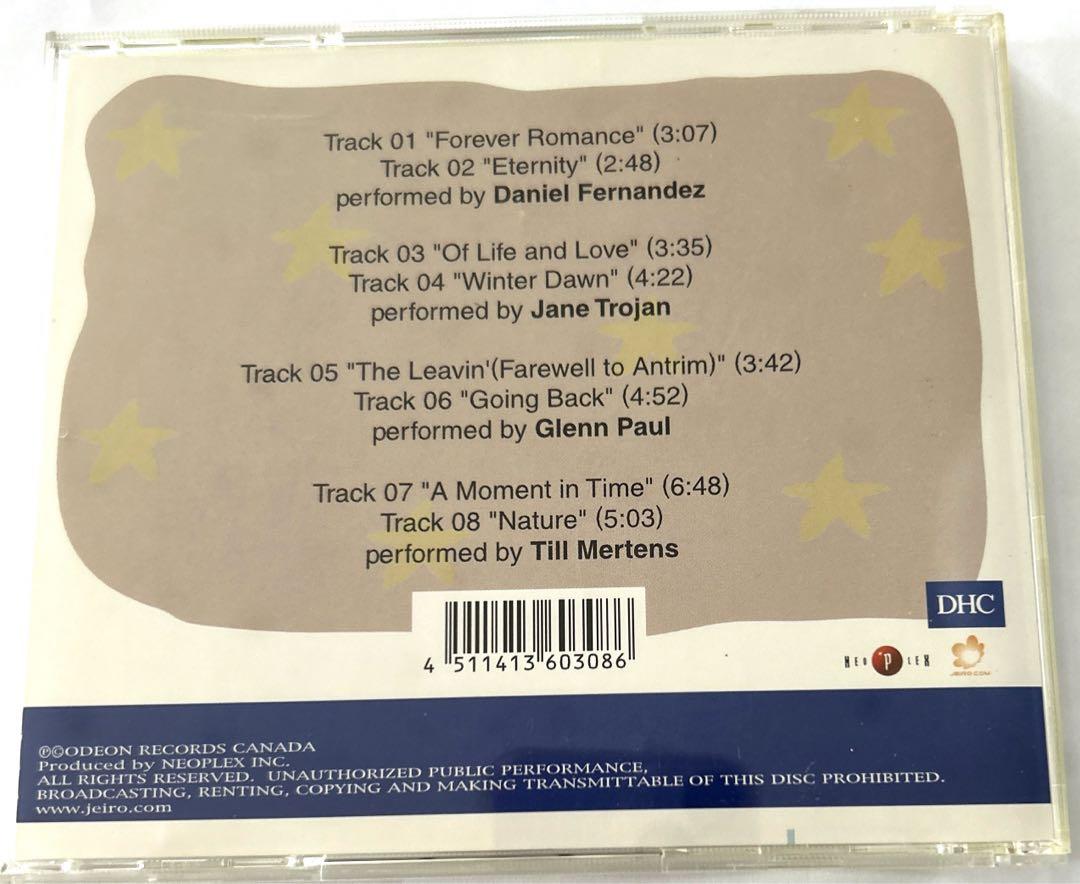 Track 01 "Forever Romance" (3:07)
Track 02 "Eternity" (2:48)
performed by Daniel Fernandez
Track 03 "Of Life and Love" (3:35)
Track 04 "Winter Dawn" (4:22)
performed by Jane Trojan
Track 05 "The Leavin'(Farewell to Antrim)" (3:42)
Track 06 "Going Back" (4:52)
performed by Glenn Paul
Track 07 "A Moment in Time" (6:48)
Track 08 "Nature" (5:03)
performed by Till Mertens
DHC
4 511413 603086
NEOPLEX
JEIRO.COM
℗©ODEON RECORDS CANADA
Produced by NEOPLEX INC.
ALL RIGHTS RESERVED. UNAUTHORIZED PUBLIC PERFORMANCE,
BROADCASTING, RENTING, COPYING AND MAKING TRANSMITTABLE OF THIS DISC PROHIBITED.
www.jeiro.com